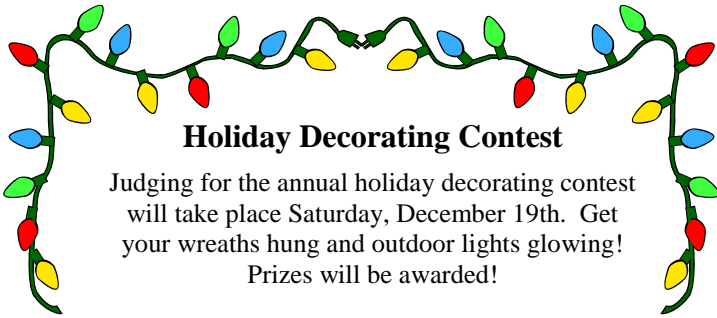 Holiday Decorating Contest
Judging for the annual holiday decorating contest
will take place Saturday, December 19th.  Get
your wreaths hung and outdoor lights glowing!
Prizes will be awarded!